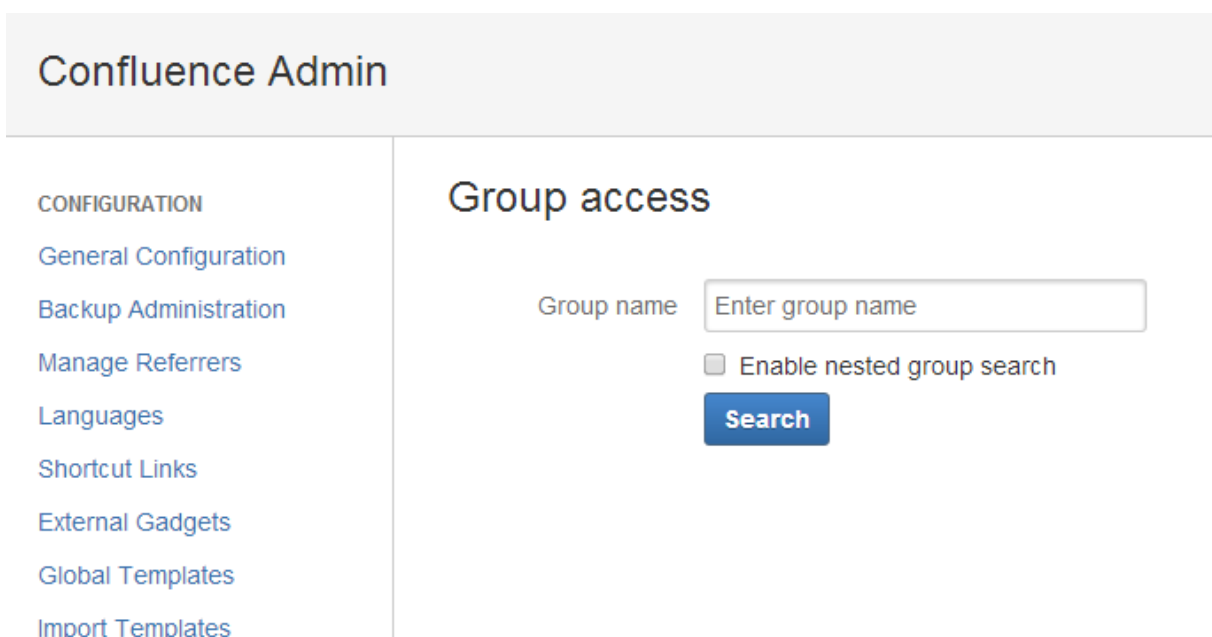 Confluence Admin
CONFIGURATION
General Configuration
Backup Administration
Manage Referrers
Languages
Shortcut Links
External Gadgets
Global Templates
Import Templates
Group access
Group name
Enter group name
Enable nested group search
Search